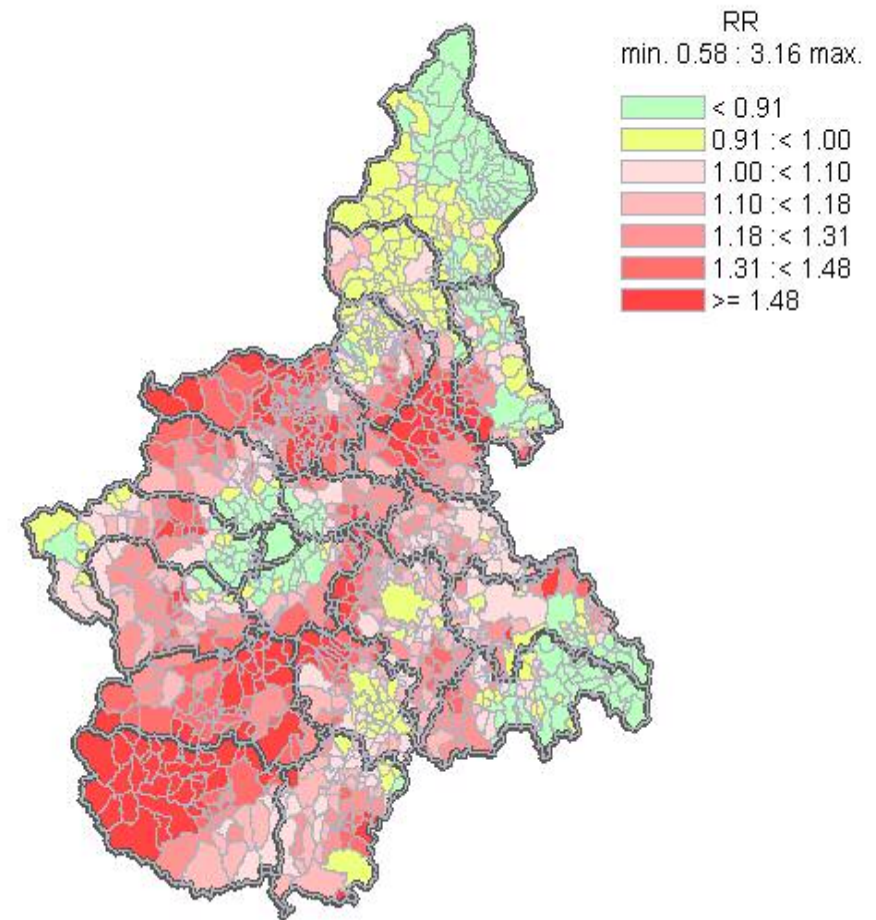 RR
min. 0.58 : 3.16 max.
< 0.91
0.91 :< 1.00
1.00 :< 1.10
1.10 :< 1.18
1.18 :< 1.31
1.31 :< 1.48
>= 1.48